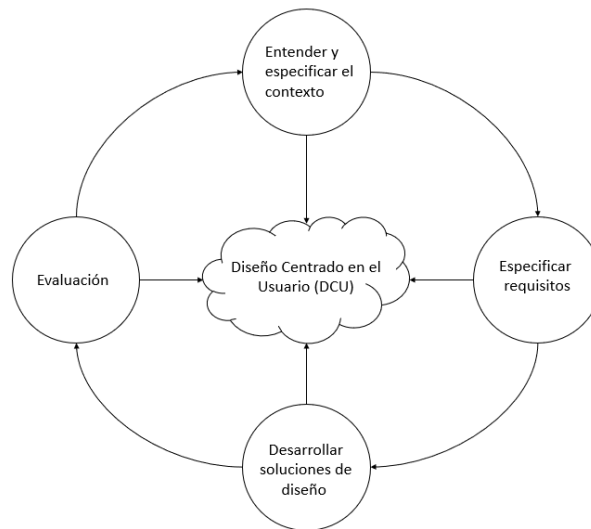 Entender y
especificar el
contexto
Evaluación
Diseño Centrado en el
Usuario (DCU)
Especificar
requisitos
Desarrollar
soluciones de
diseño